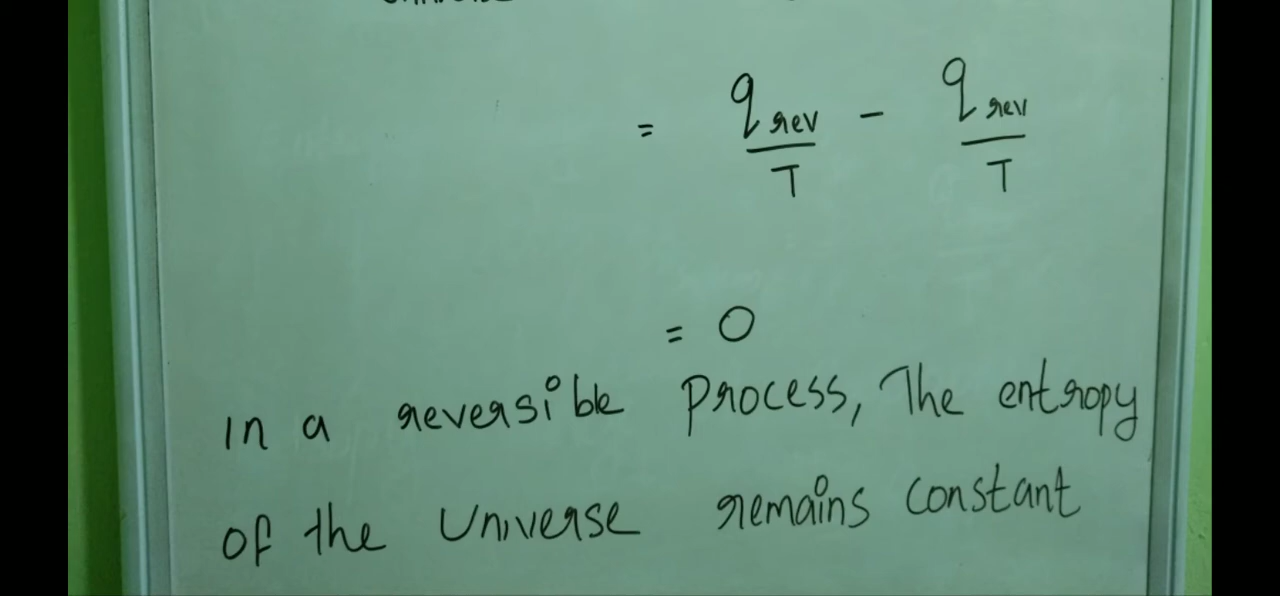 = q rev / T - q rev / T
= 0
In a reversible process, The entropy
of the Universe remains constant